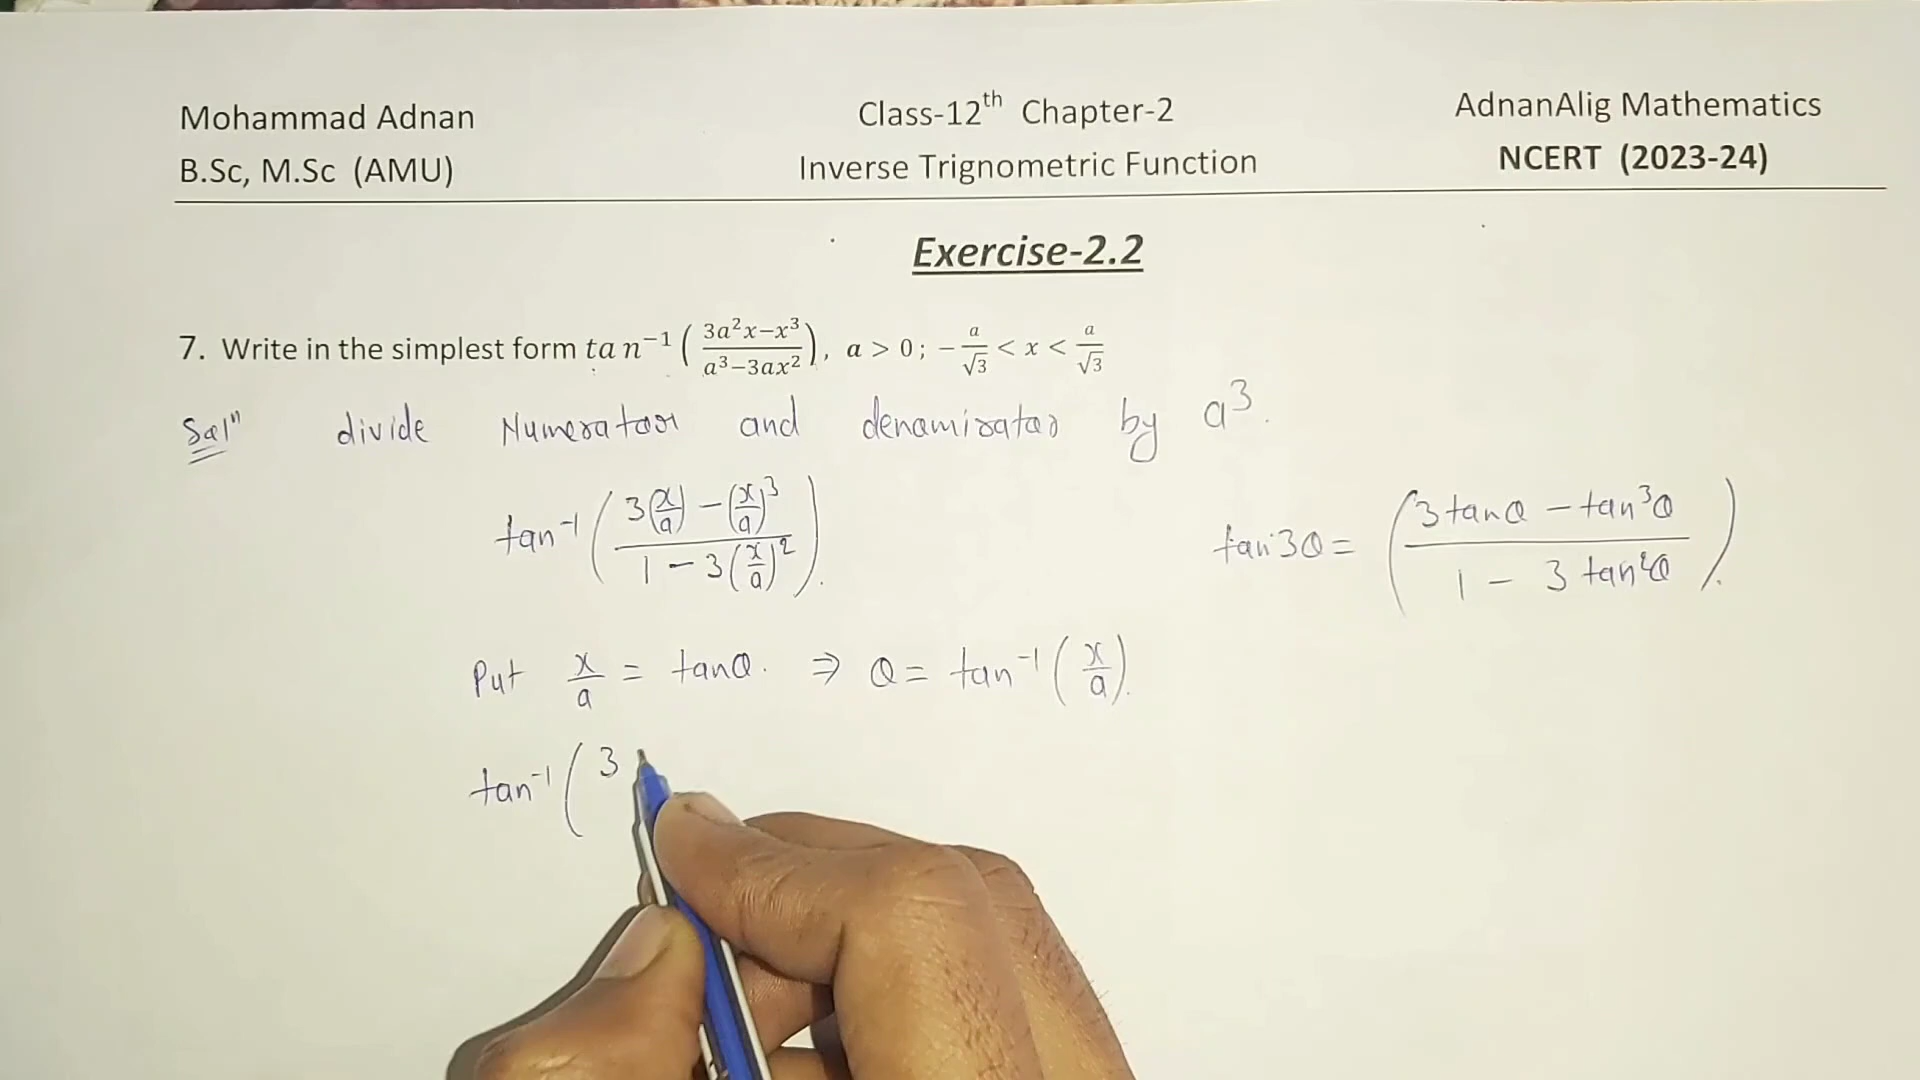 Mohammad Adnan
B.Sc, M.Sc (AMU)
Class-12th Chapter-2
Inverse Trignometric Function
AdnanAlig Mathematics
NCERT (2023-24)
Exercise-2.2
7. Write in the simplest form tan⁻¹((3a²x−x³)/(a³−3ax²)), a > 0; −a/√3 < x < a/√3
Salⁿ divide Numerator and denaminator by a³.
tan⁻¹((3(x/a) − (x/a)³)/(1 − 3(x/a)²)).
tan3θ = ((3tanθ − tan³θ)/(1 − 3tan²θ)).
Put x/a = tanθ. ⇒ θ = tan⁻¹(x/a).
tan⁻¹(3